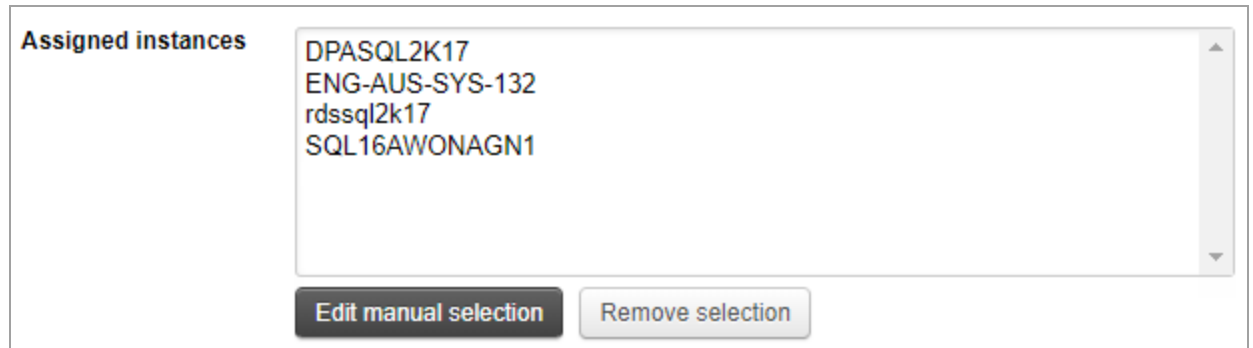 Assigned instances
DPASQL2K17
ENG-AUS-SYS-132
rdssql2k17
SQL16AWONAGN1
Edit manual selection
Remove selection